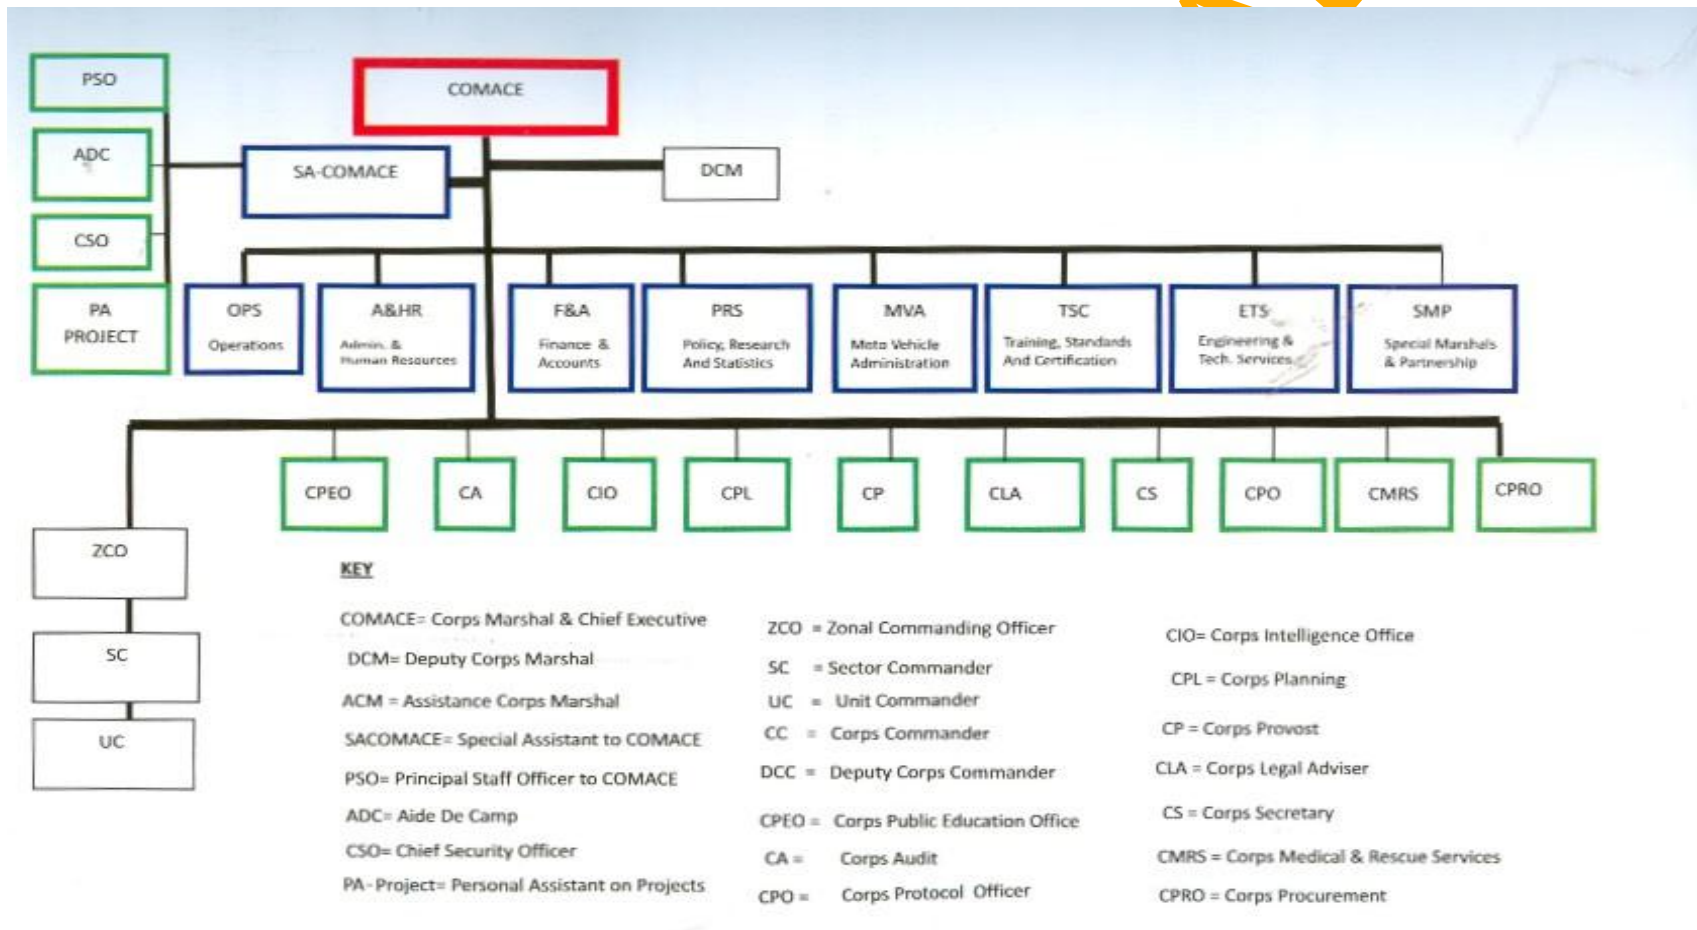 PSO
COMACE
ADC
SA-COMACE
DCM
CSO
PA
PROJECT
OPS
Operations
A&HR
Admin. &
Human Resources
F&A
Finance &
Accounts
PRS
Policy, Research
And Statistics
MVA
Moto Vehicle
Administration
TSC
Training, Standards
And Certification
ETS
Engineering &
Tech. Services
SMP
Special Marshals
& Partnership
CPEO
CA
CIO
CPL
CP
CLA
CS
CPO
CMRS
CPRO
ZCO
SC
UC
KEY
COMACE= Corps Marshal & Chief Executive
DCM= Deputy Corps Marshal
ACM = Assistance Corps Marshal
SACOMACE= Special Assistant to COMACE
PSO= Principal Staff Officer to COMACE
ADC= Aide De Camp
CSO= Chief Security Officer
PA-Project= Personal Assistant on Projects
ZCO = Zonal Commanding Officer
SC = Sector Commander
UC = Unit Commander
CC = Corps Commander
DCC = Deputy Corps Commander
CPEO = Corps Public Education Office
CA = Corps Audit
CPO = Corps Protocol Officer
CIO= Corps Intelligence Office
CPL = Corps Planning
CP = Corps Provost
CLA = Corps Legal Adviser
CS = Corps Secretary
CMRS = Corps Medical & Rescue Services
CPRO = Corps Procurement